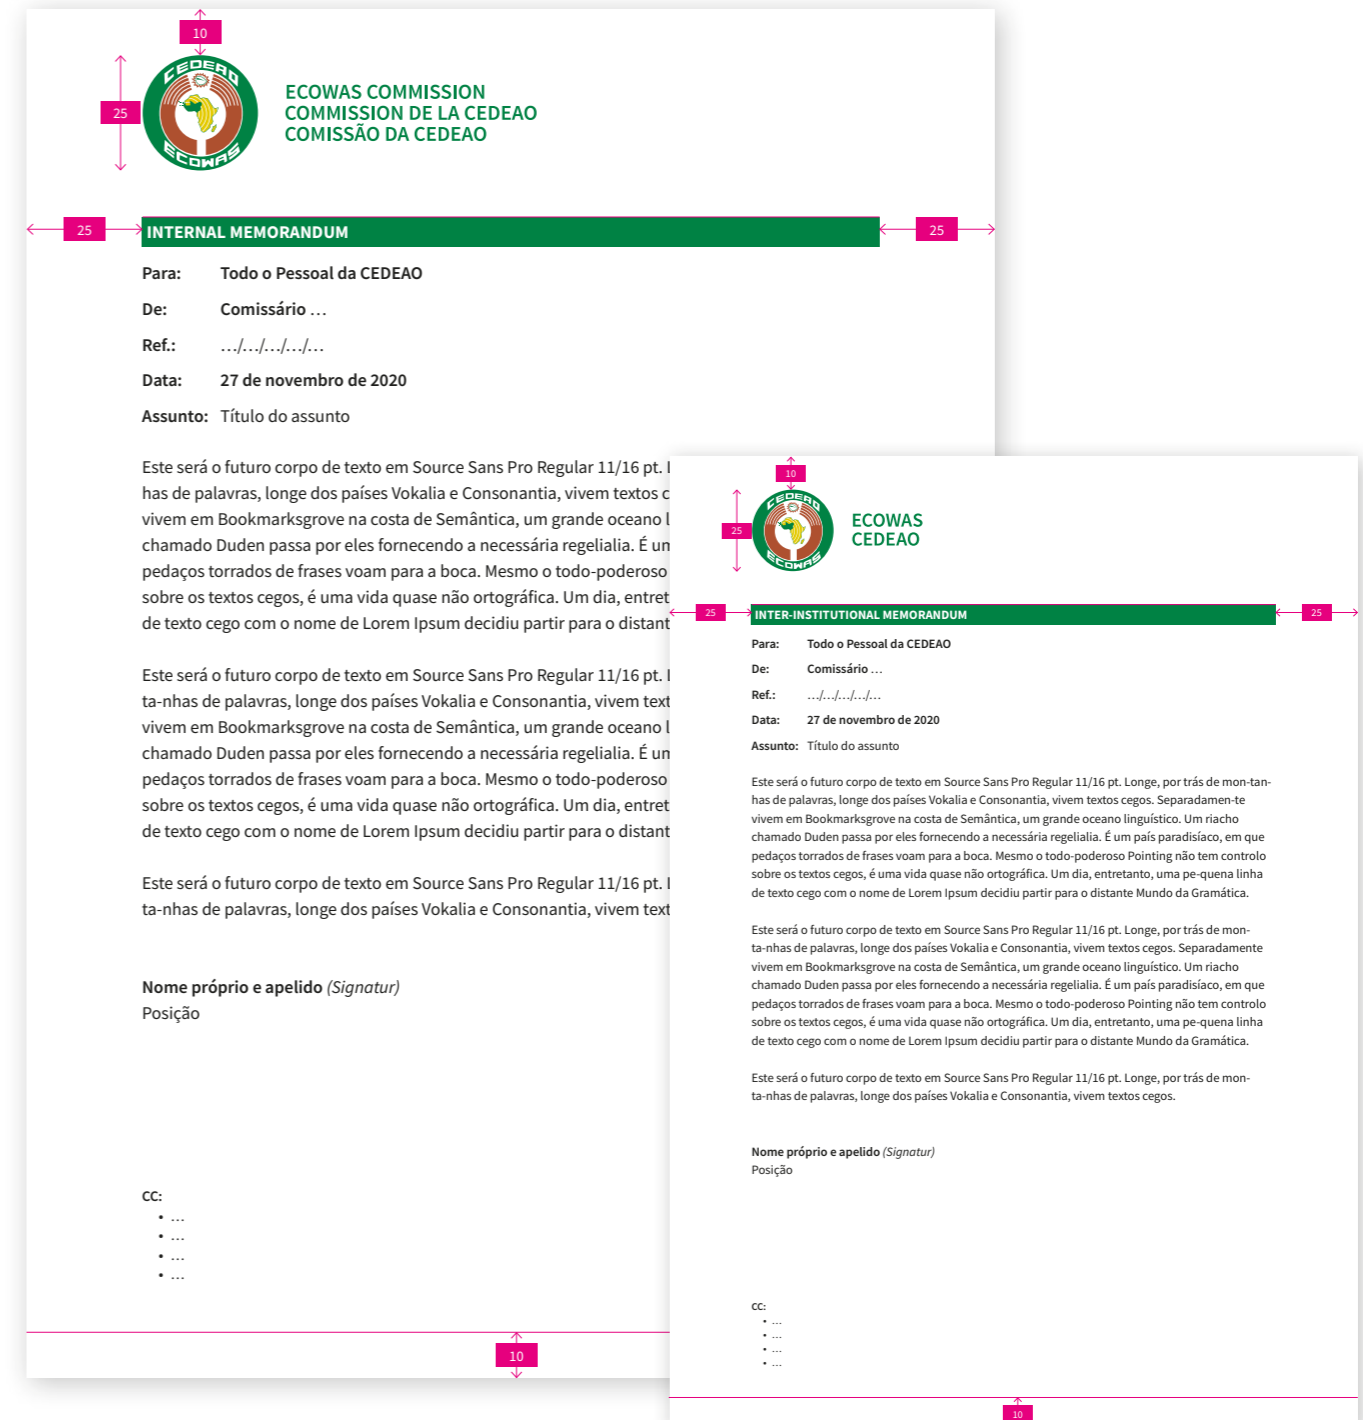 10
CEDEAO
ECOWAS
25
ECOWAS COMMISSION
COMMISSION DE LA CEDEAO
COMISSÃO DA CEDEAO
25
INTERNAL MEMORANDUM
25
Para: Todo o Pessoal da CEDEAO
De: Comissário …
Ref.: …/…/…/…/…
Data: 27 de novembro de 2020
Assunto: Título do assunto
Este será o futuro corpo de texto em Source Sans Pro Regular 11/16 pt.
has de palavras, longe dos países Vokalia e Consonantia, vivem textos
vivem em Bookmarksgrove na costa de Semântica, um grande oceano
chamado Duden passa por eles fornecendo a necessária regelialia. É
pedaços torrados de frases voam para a boca. Mesmo o todo-poderoso
sobre os textos cegos, é uma vida quase não ortográfica. Um dia,
de texto cego com o nome de Lorem Ipsum decidiu partir para o
Este será o futuro corpo de texto em Source Sans Pro Regular 11/16 pt.
ta-nhas de palavras, longe dos países Vokalia e Consonantia, vivem
vivem em Bookmarksgrove na costa de Semântica, um grande oceano
chamado Duden passa por eles fornecendo a necessária regelialia. É
pedaços torrados de frases voam para a boca. Mesmo o todo-poderoso
sobre os textos cegos, é uma vida quase não ortográfica. Um dia,
de texto cego com o nome de Lorem Ipsum decidiu partir para o
Este será o futuro corpo de texto em Source Sans Pro Regular 11/16 pt.
ta-nhas de palavras, longe dos países Vokalia e Consonantia, vivem
Nome próprio e apelido (Signatur)
Posição
CC:
• …
• …
• …
• …
10
10
CEDEAO
ECOWAS
25
ECOWAS
CEDEAO
25
INTER-INSTITUTIONAL MEMORANDUM
25
Para: Todo o Pessoal da CEDEAO
De: Comissário …
Ref.: …/…/…/…/…
Data: 27 de novembro de 2020
Assunto: Título do assunto
Este será o futuro corpo de texto em Source Sans Pro Regular 11/16 pt. Longe, por trás de mon-tan-
has de palavras, longe dos países Vokalia e Consonantia, vivem textos cegos. Separadamen-te
vivem em Bookmarksgrove na costa de Semântica, um grande oceano linguístico. Um riacho
chamado Duden passa por eles fornecendo a necessária regelialia. É um país paradisíaco, em que
pedaços torrados de frases voam para a boca. Mesmo o todo-poderoso Pointing não tem controlo
sobre os textos cegos, é uma vida quase não ortográfica. Um dia, entretanto, uma pe-quena linha
de texto cego com o nome de Lorem Ipsum decidiu partir para o distante Mundo da Gramática.
Este será o futuro corpo de texto em Source Sans Pro Regular 11/16 pt. Longe, por trás de mon-
ta-nhas de palavras, longe dos países Vokalia e Consonantia, vivem textos cegos. Separadamente
vivem em Bookmarksgrove na costa de Semântica, um grande oceano linguístico. Um riacho
chamado Duden passa por eles fornecendo a necessária regelialia. É um país paradisíaco, em que
pedaços torrados de frases voam para a boca. Mesmo o todo-poderoso Pointing não tem controlo
sobre os textos cegos, é uma vida quase não ortográfica. Um dia, entretanto, uma pe-quena linha
de texto cego com o nome de Lorem Ipsum decidiu partir para o distante Mundo da Gramática.
Este será o futuro corpo de texto em Source Sans Pro Regular 11/16 pt. Longe, por trás de mon-
ta-nhas de palavras, longe dos países Vokalia e Consonantia, vivem textos cegos.
Nome próprio e apelido (Signatur)
Posição
CC:
• …
• …
• …
• …
10